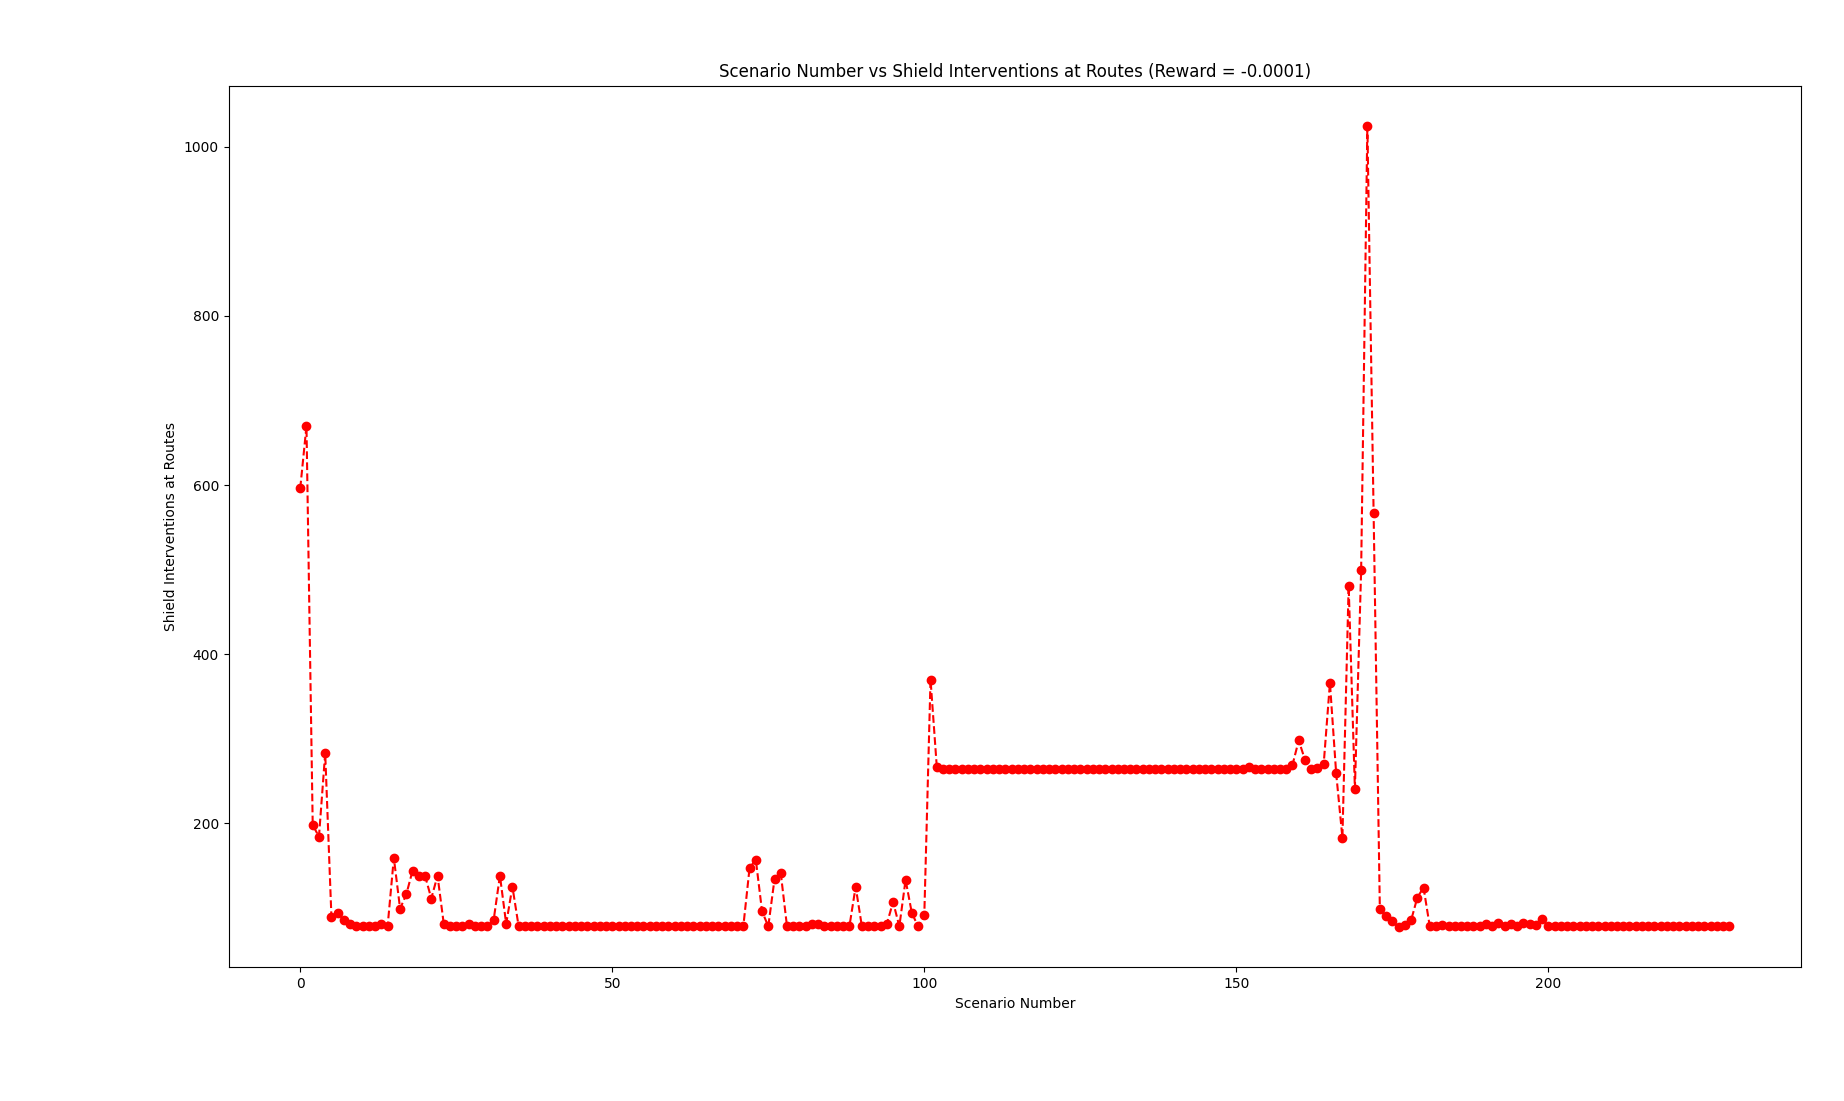 Scenario Number vs Shield Interventions at Routes (Reward = -0.0001)
1000
800
600
400
200
Shield Interventions at Routes
0 50 100 150 200
Scenario Number